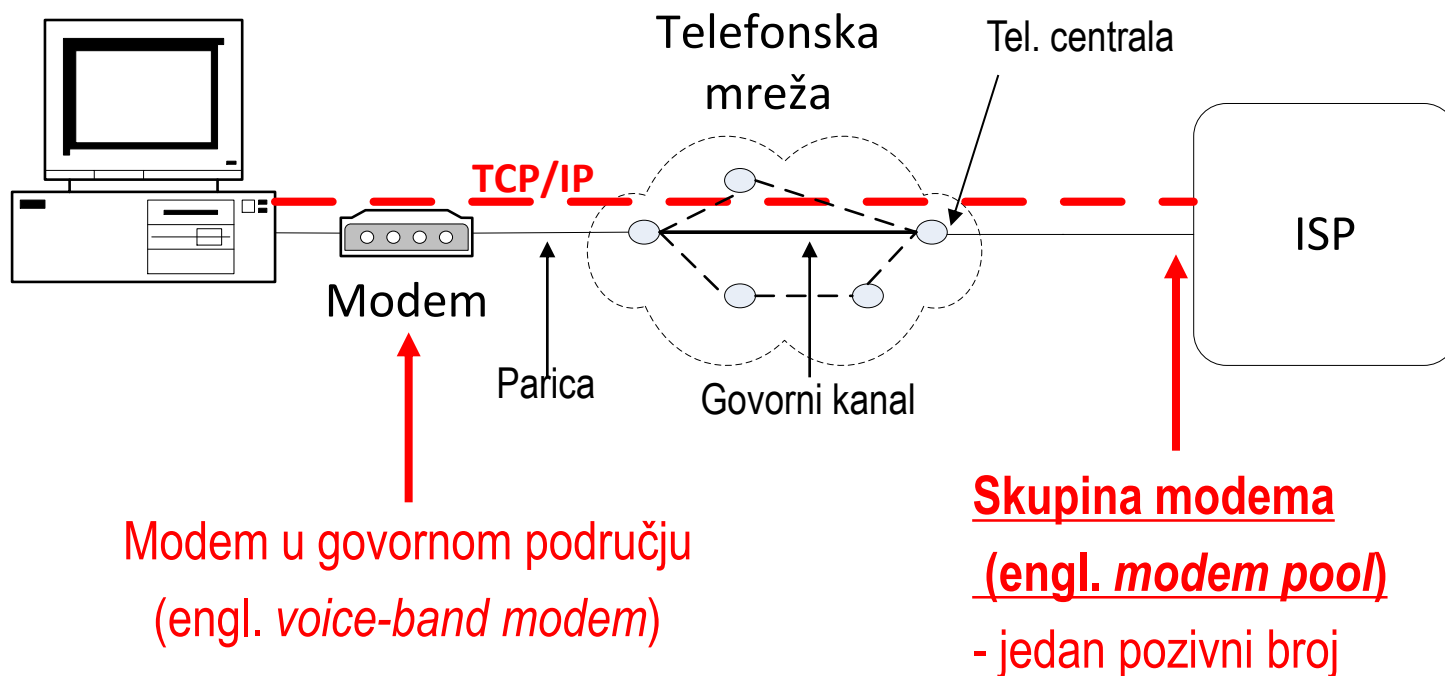 Telefonska
mreža
Tel. centrala
TCP/IP
ISP
Modem
Parica
Govorni kanal
Modem u govornom području
(engl. voice-band modem)
Skupina modema
(engl. modem pool)
- jedan pozivni broj